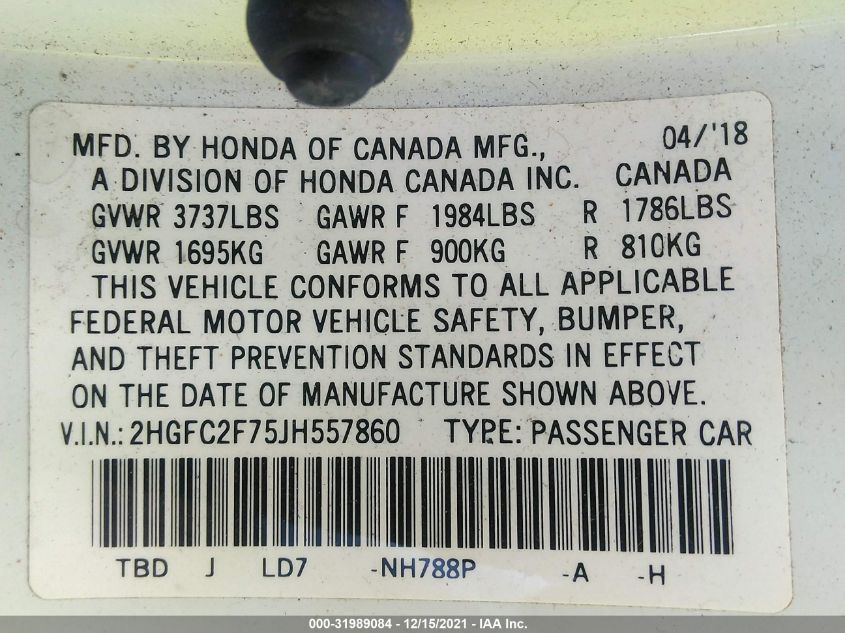 MFD. BY HONDA OF CANADA MFG., 04/'18
A DIVISION OF HONDA CANADA INC. CANADA
GVWR 3737LBS GAWR F 1984LBS R 1786LBS
GVWR 1695KG GAWR F 900KG R 810KG
THIS VEHICLE CONFORMS TO ALL APPLICABLE
FEDERAL MOTOR VEHICLE SAFETY, BUMPER,
AND THEFT PREVENTION STANDARDS IN EFFECT
ON THE DATE OF MANUFACTURE SHOWN ABOVE.
V.I.N.: 2HGFC2F75JH557860 TYPE: PASSENGER CAR
TBD J LD7 -NH788P -A -H
000-31989084 - 12/15/2021 - IAA Inc.